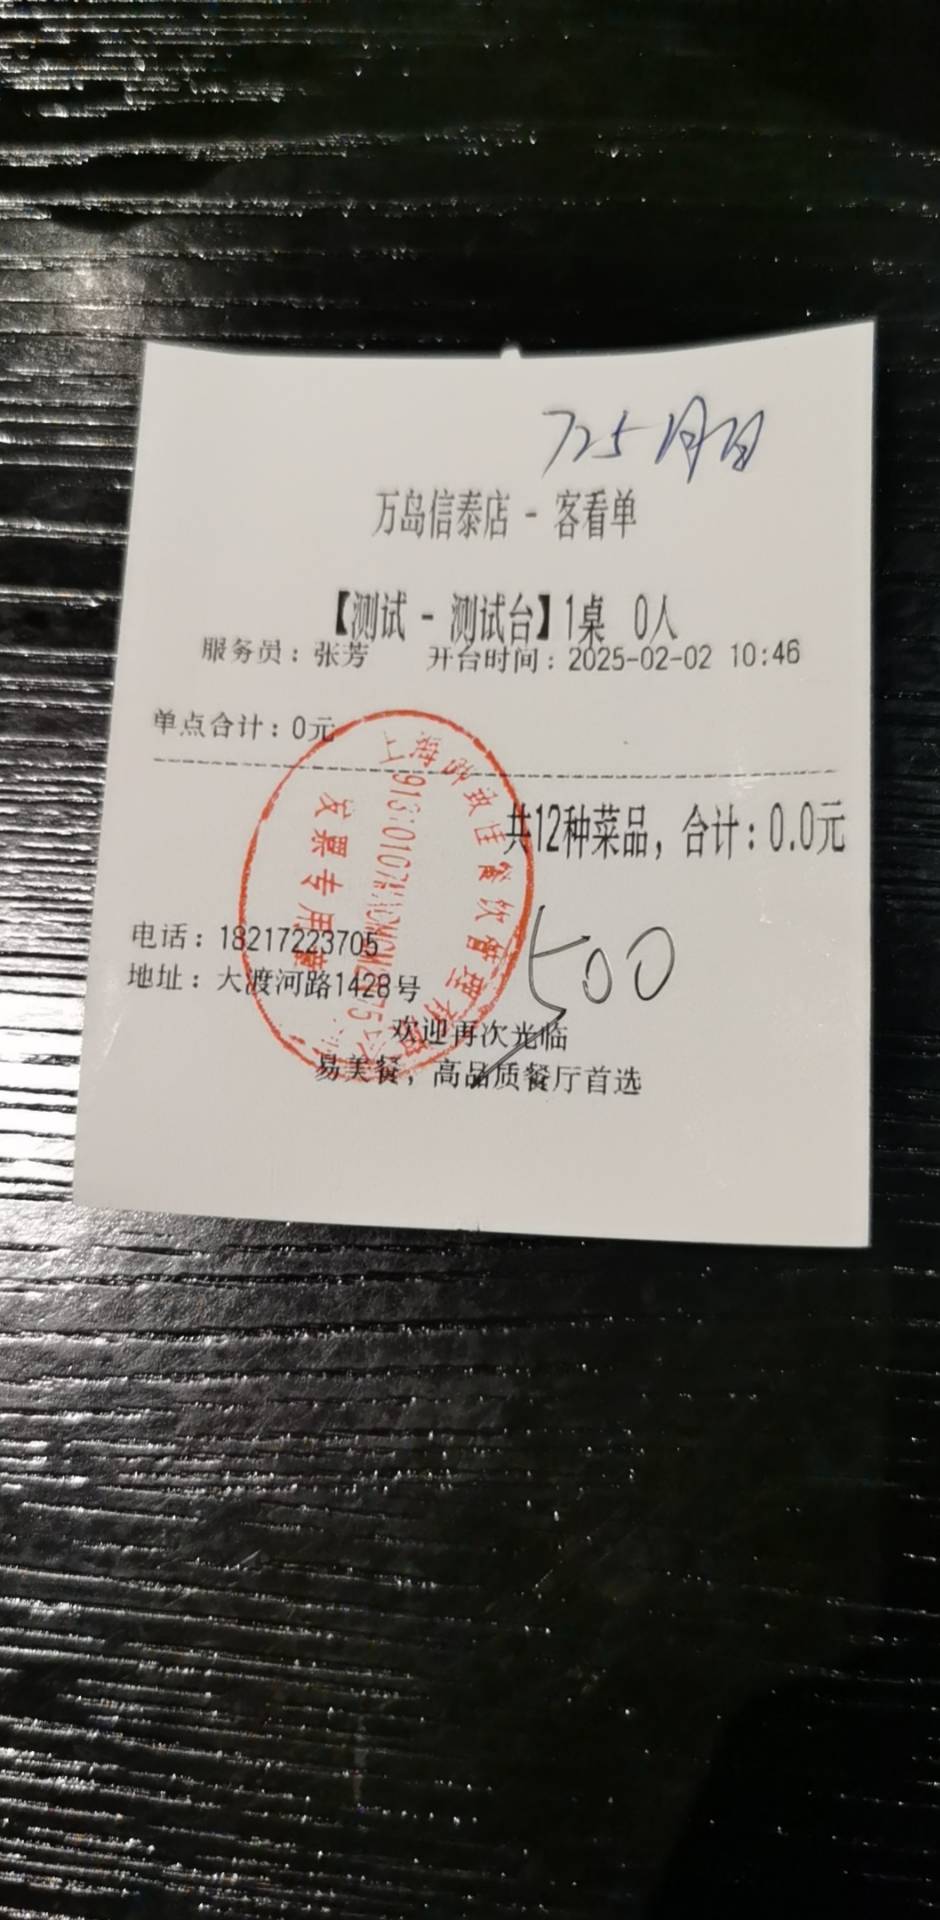 万岛信泰店 - 客看单
【测试 - 测试台】1桌 0人
服务员：张芳 开台时间：2025-02-02 10:46
单点合计：0元
共12种菜品，合计：0.0元
500
电话：18217223705
地址：大渡河路1428号
欢迎再次光临
易美餐，高品质餐厅首选
发票专用章